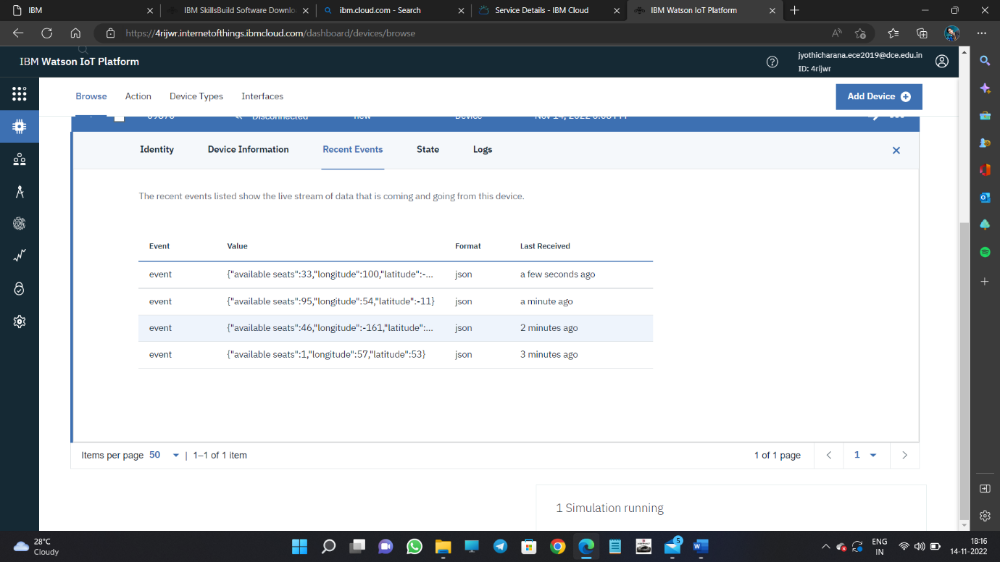 IBM
IBM SkillsBuild Software Downlo
ibm.cloud.com - Search
Service Details - IBM Cloud
IBM Watson IoT Platform
https://4rijwr.internetofthings.ibmcloud.com/dashboard/devices/browse
IBM Watson IoT Platform
jyothicharana.ece2019@dce.edu.in
ID: 4rijwr
Browse Action Device Types Interfaces
Add Device
Disconnected Device
Identity Device Information Recent Events State Logs
The recent events listed show the live stream of data that is coming and going from this device.
Event Value Format Last Received
event {"available seats":33,"longitude":100,"latitude":-... json a few seconds ago
event {"available seats":95,"longitude":54,"latitude":-11} json a minute ago
event {"available seats":46,"longitude":-161,"latitude":... json 2 minutes ago
event {"available seats":1,"longitude":57,"latitude":53} json 3 minutes ago
Items per page 50 | 1–1 of 1 item 1 of 1 page 1
1 Simulation running
28°C
Cloudy
5
ENG
IN
18:16
14-11-2022